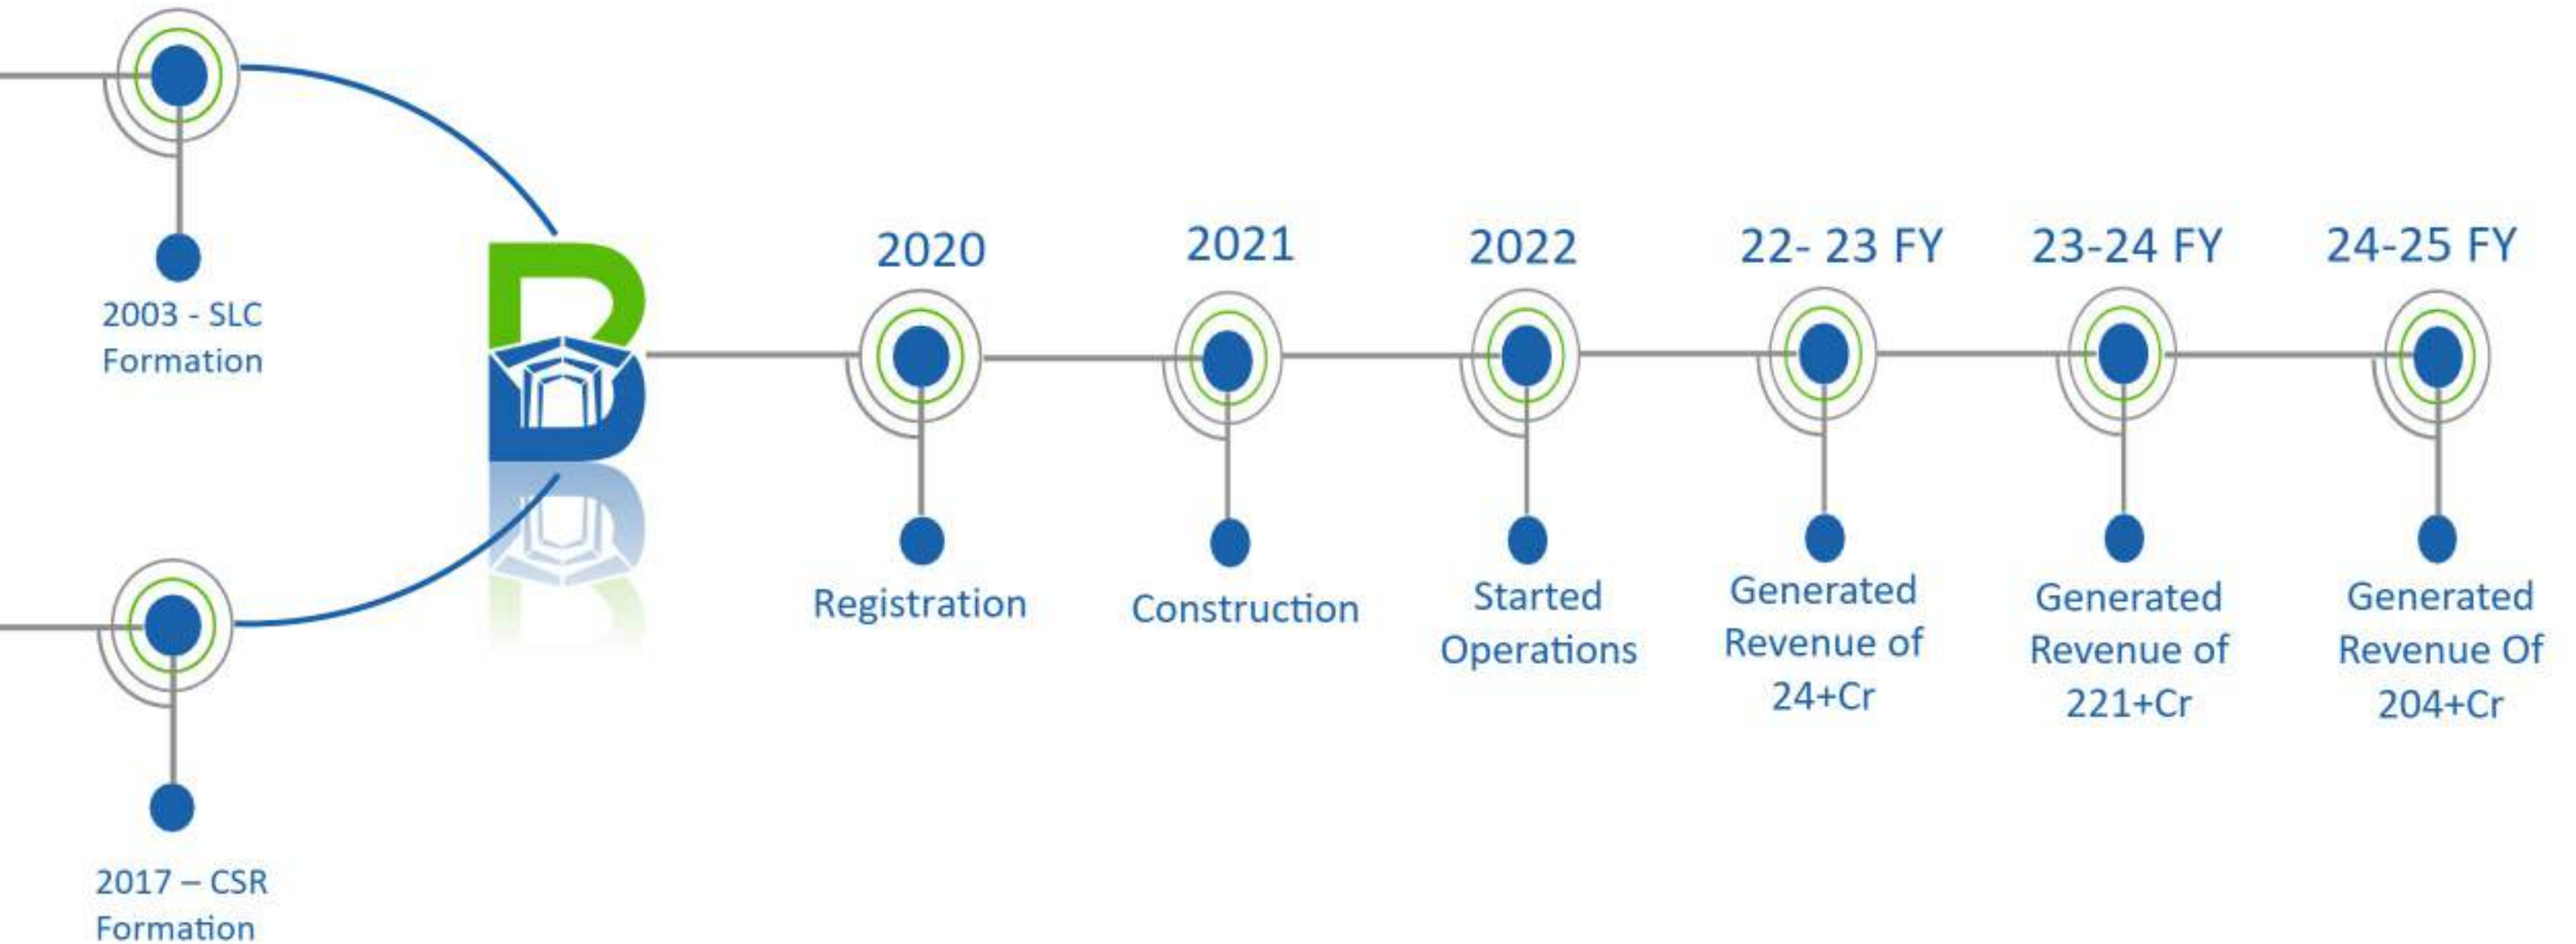 2003 - SLC
Formation
2017 – CSR
Formation
2020
Registration
2021
Construction
2022
Started
Operations
22- 23 FY
Generated
Revenue of
24+Cr
23-24 FY
Generated
Revenue of
221+Cr
24-25 FY
Generated
Revenue Of
204+Cr